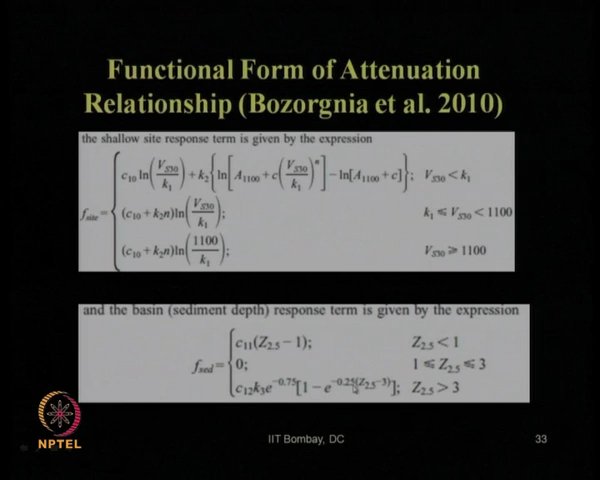 Functional Form of Attenuation
Relationship (Bozorgnia et al. 2010)
the shallow site response term is given by the expression
f_site = { c₁₀ ln(V_S30/k₁) + k₂{ln[A₁₁₀₀ + c(V_S30/k₁)ⁿ] − ln[A₁₁₀₀ + c]}; V_S30 < k₁
(c₁₀ + k₂n)ln(V_S30/k₁); k₁ ≤ V_S30 < 1100
(c₁₀ + k₂n)ln(1100/k₁); V_S30 ≥ 1100
and the basin (sediment depth) response term is given by the expression
f_sed = { c₁₁(Z₂.₅ − 1); Z₂.₅ < 1
0; 1 ≤ Z₂.₅ ≤ 3
c₁₂k₃e^−0.75[1 − e^−0.25(Z₂.₅−3)]; Z₂.₅ > 3
NPTEL
IIT Bombay, DC
33